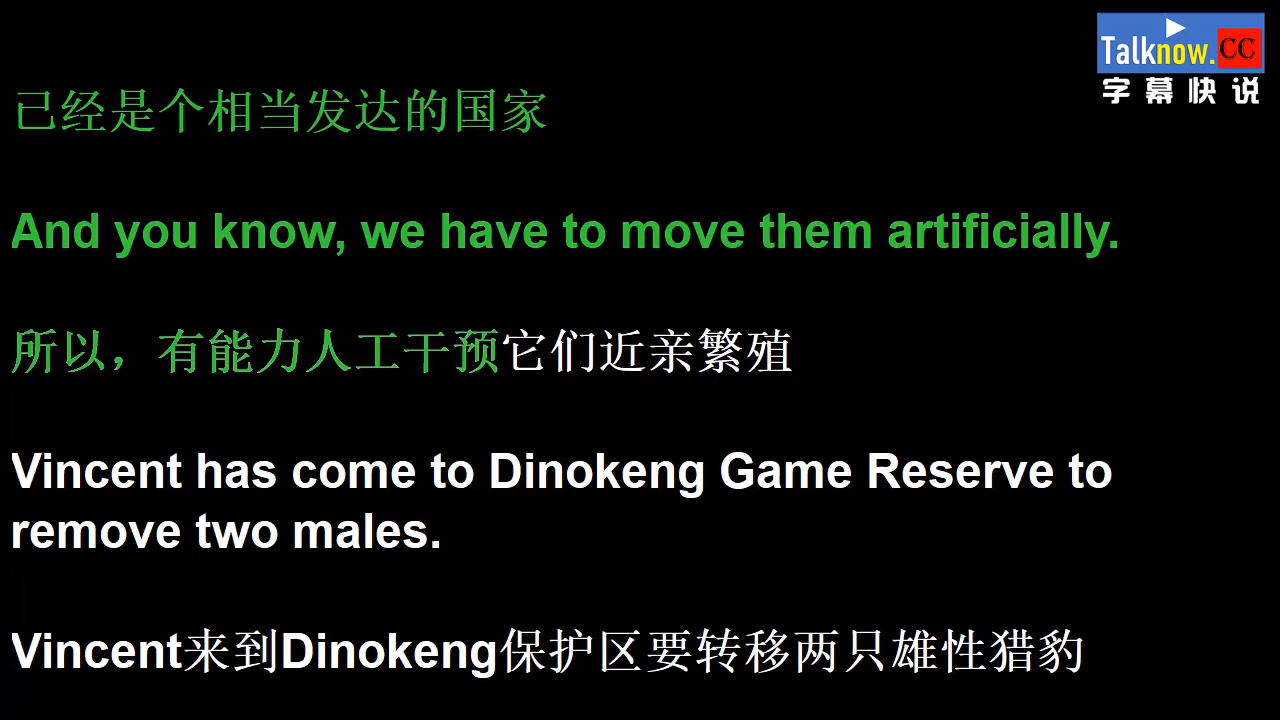 Talknow.CC
字幕快说
已经是个相当发达的国家
And you know, we have to move them artificially.
所以，有能力人工干预它们近亲繁殖
Vincent has come to Dinokeng Game Reserve to
remove two males.
Vincent来到Dinokeng保护区要转移两只雄性猎豹